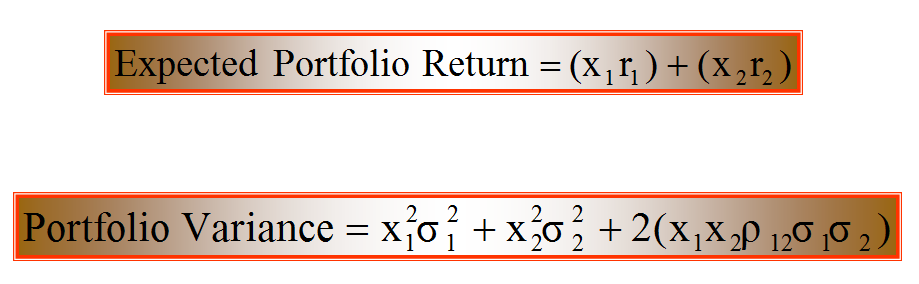 Expected Portfolio Return = (x₁r₁) + (x₂r₂)
Portfolio Variance = x₁²σ₁² + x₂²σ₂² + 2(x₁x₂ρ₁₂σ₁σ₂)